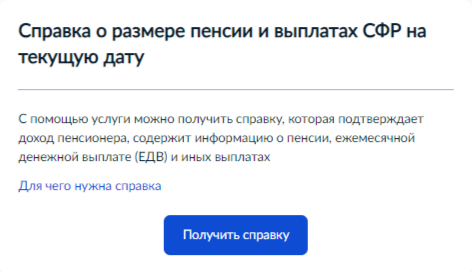 Справка о размере пенсии и выплатах СФР на
текущую дату
С помощью услуги можно получить справку, которая подтверждает
доход пенсионера, содержит информацию о пенсии, ежемесячной
денежной выплате (ЕДВ) и иных выплатах
Для чего нужна справка
Получить справку